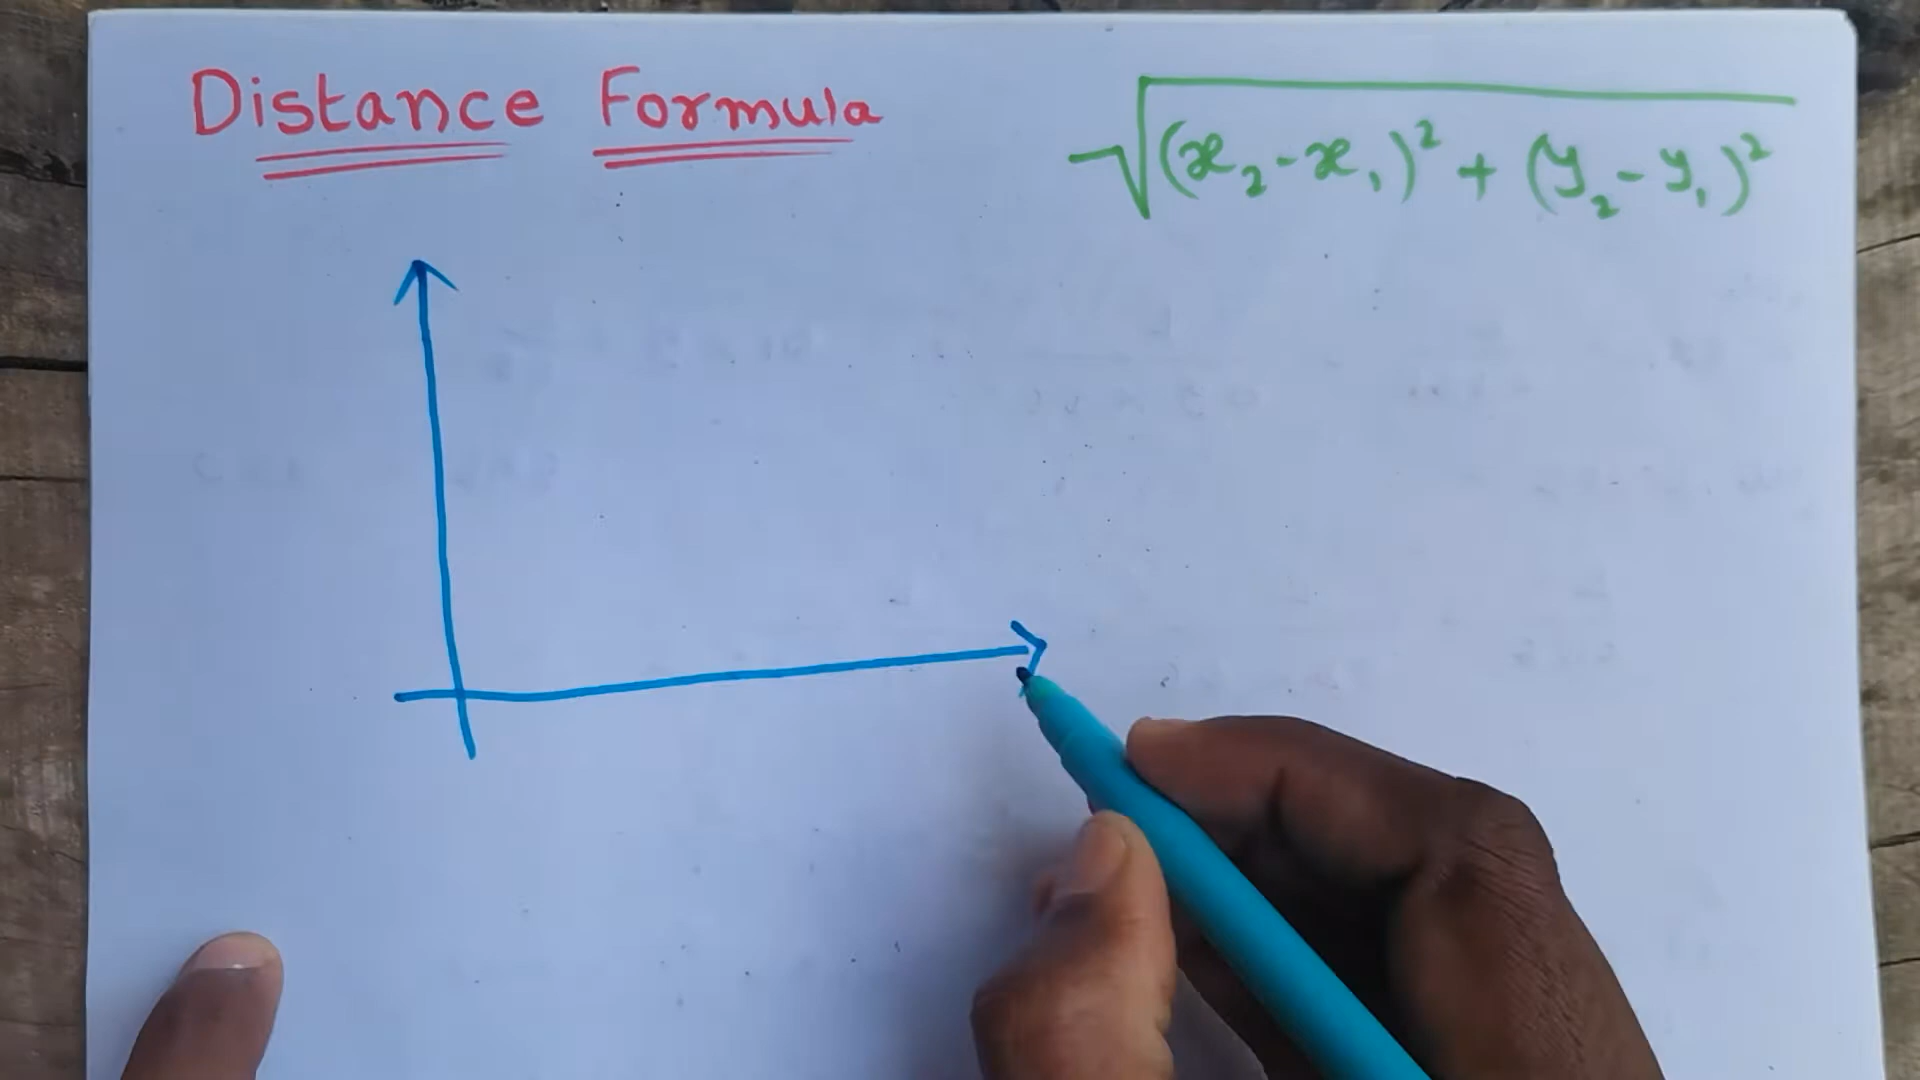 Distance Formula
√(x₂-x₁)² + (y₂-y₁)²